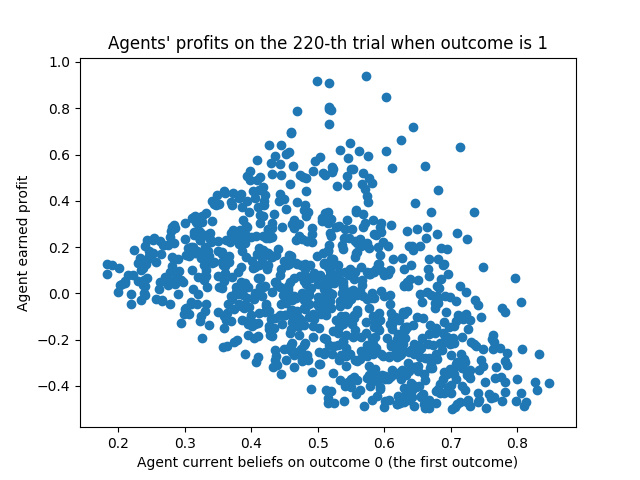 Agents' profits on the 220-th trial when outcome is 1
Agent earned profit
1.0
0.8
0.6
0.4
0.2
0.0
−0.2
−0.4
0.2 0.3 0.4 0.5 0.6 0.7 0.8
Agent current beliefs on outcome 0 (the first outcome)